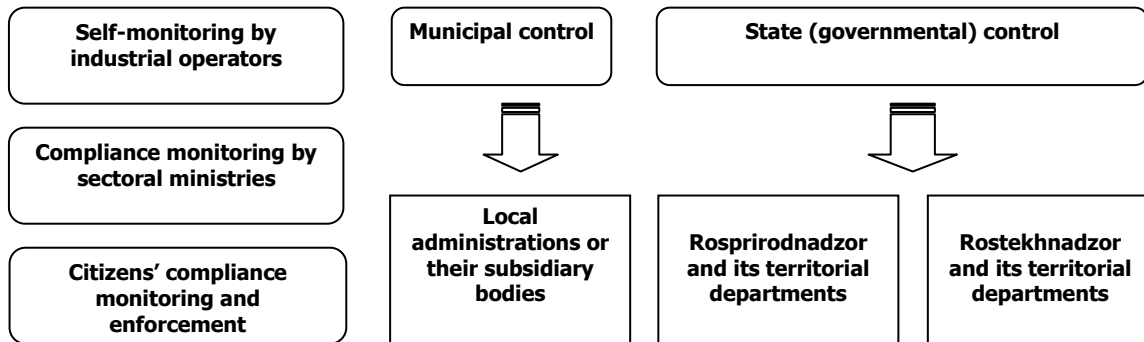 Self-monitoring by
industrial operators
Compliance monitoring by
sectoral ministries
Citizens’ compliance
monitoring and
enforcement
Municipal control
Local
administrations or
their subsidiary
bodies
State (governmental) control
Rosprirodnadzor
and its territorial
departments
Rostekhnadzor
and its territorial
departments